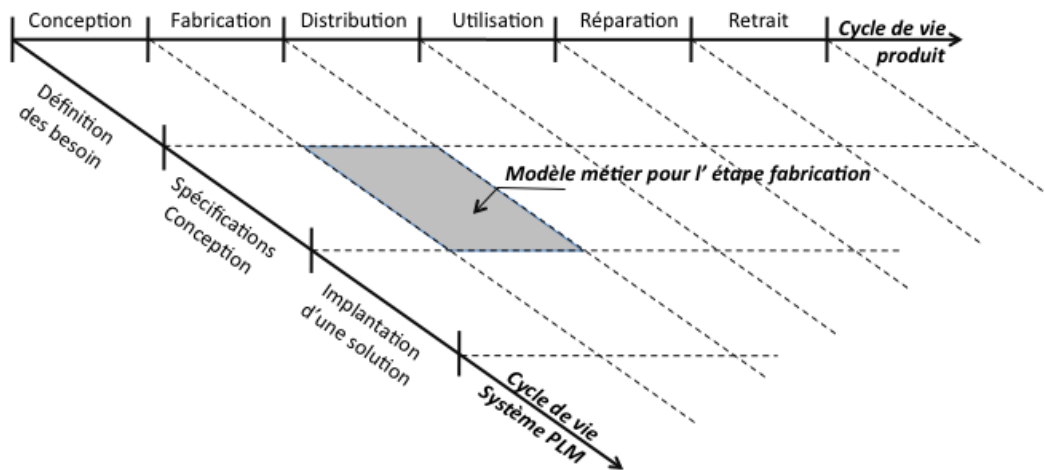 Conception
Fabrication
Distribution
Utilisation
Réparation
Retrait
Cycle de vie
produit
Définition
des besoin
Spécifications
Conception
Modèle métier pour l’ étape fabrication
Implantation
d’une solution
Cycle de vie
Système PLM